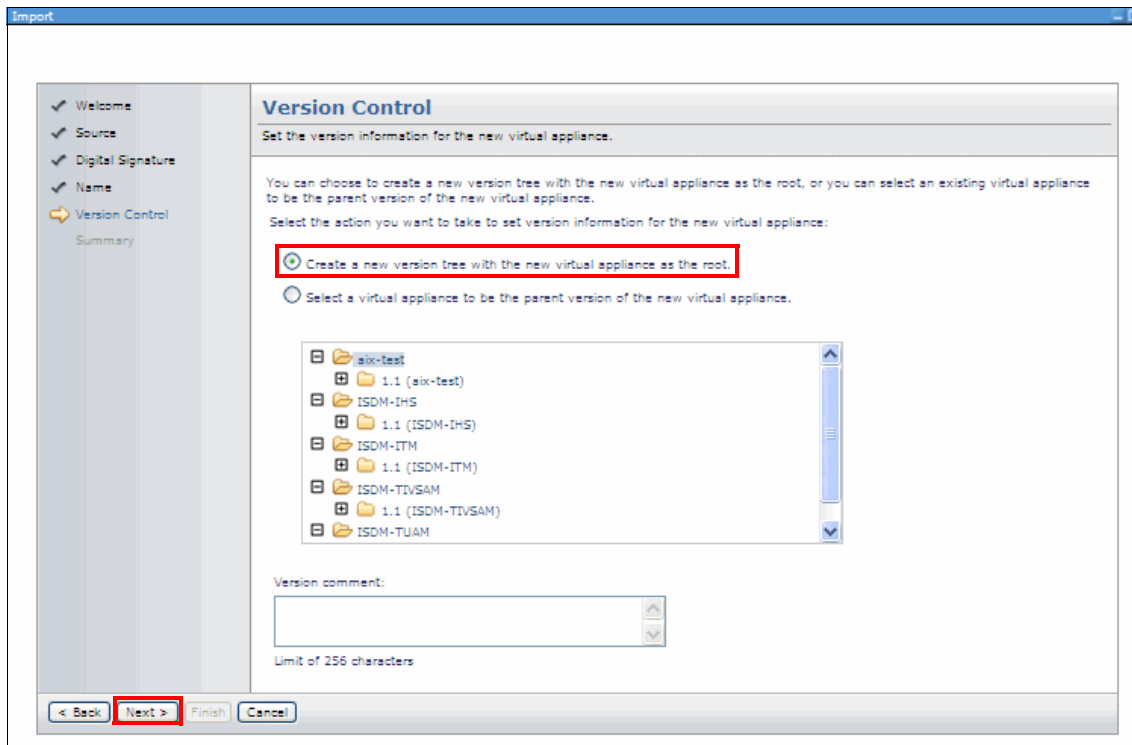 Import
Welcome
Source
Digital Signature
Name
Version Control
Summary
Version Control
Set the version information for the new virtual appliance.
You can choose to create a new version tree with the new virtual appliance as the root, or you can select an existing virtual appliance
to be the parent version of the new virtual appliance.
Select the action you want to take to set version information for the new virtual appliance:
Create a new version tree with the new virtual appliance as the root.
Select a virtual appliance to be the parent version of the new virtual appliance.
aix-test
1.1 (aix-test)
ISDM-IHS
1.1 (ISDM-IHS)
ISDM-ITM
1.1 (ISDM-ITM)
ISDM-TIVSAM
1.1 (ISDM-TIVSAM)
ISDM-TUAM
Version comment:
Limit of 256 characters
< Back Next > Finish Cancel